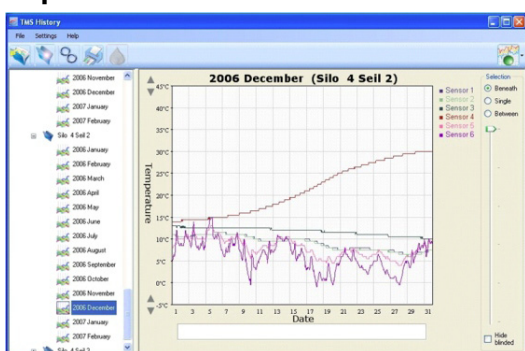 TMS History
File Settings Help
2006 November
2006 December
2007 January
2007 February
Silo 4 Seil 2
2006 January
2006 February
2006 March
2006 April
2006 May
2006 June
2006 July
2006 August
2006 September
2006 October
2006 November
2006 December
2007 January
2007 February
Silo 4 Seil 3
2006 December (Silo 4 Seil 2)
45°C
40°C
35°C
30°C
25°C
20°C
15°C
10°C
5°C
0°C
-5°C
Temperature
1 3 5 7 9 11 13 15 17 19 21 23 25 27 29 31
Date
Sensor 1
Sensor 2
Sensor 3
Sensor 4
Sensor 5
Sensor 6
Selection
Beneath
Single
Between
Hide
blinded